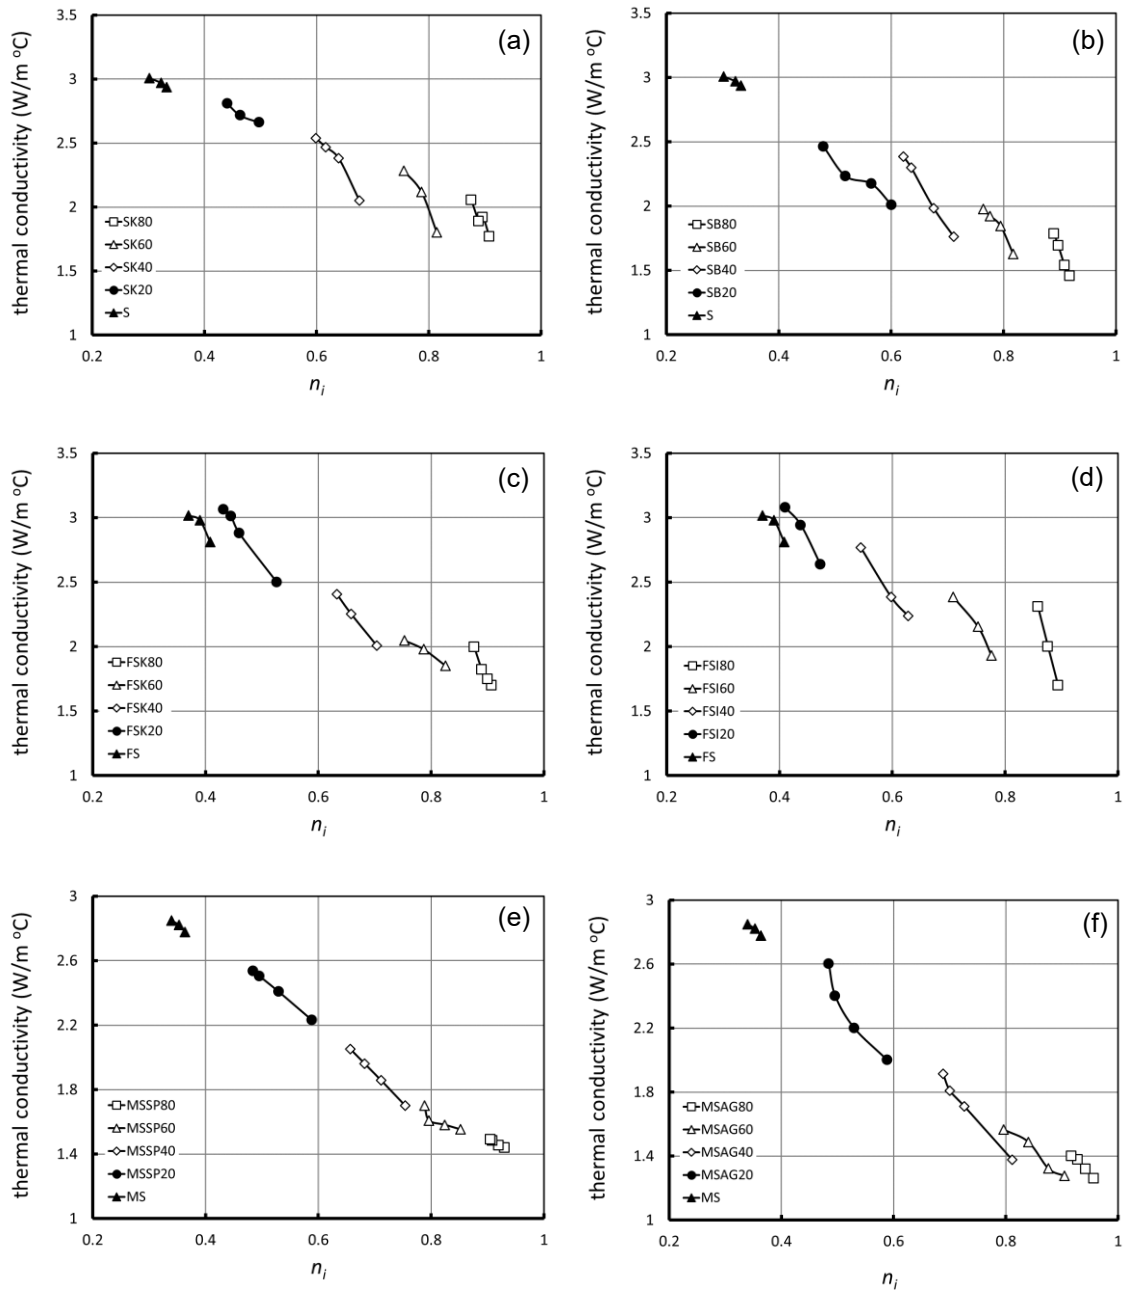 (a)
thermal conductivity (W/m °C)
3.5
3
2.5
2
1.5
1
SK80
SK60
SK40
SK20
S
0.2 0.4 0.6 0.8 1
n_i
(b)
thermal conductivity (W/m °C)
3.5
3
2.5
2
1.5
1
SB80
SB60
SB40
SB20
S
0.2 0.4 0.6 0.8 1
n_i
(c)
thermal conductivity (W/m °C)
3.5
3
2.5
2
1.5
1
FSK80
FSK60
FSK40
FSK20
FS
0.2 0.4 0.6 0.8 1
n_i
(d)
thermal conductivity (W/m °C)
3.5
3
2.5
2
1.5
1
FSI80
FSI60
FSI40
FSI20
FS
0.2 0.4 0.6 0.8 1
n_i
(e)
thermal conductivity (W/m °C)
3
2.6
2.2
1.8
1.4
1
MSSP80
MSSP60
MSSP40
MSSP20
MS
0.2 0.4 0.6 0.8 1
n_i
(f)
thermal conductivity (W/m °C)
3
2.6
2.2
1.8
1.4
1
MSAG80
MSAG60
MSAG40
MSAG20
MS
0.2 0.4 0.6 0.8 1
n_i